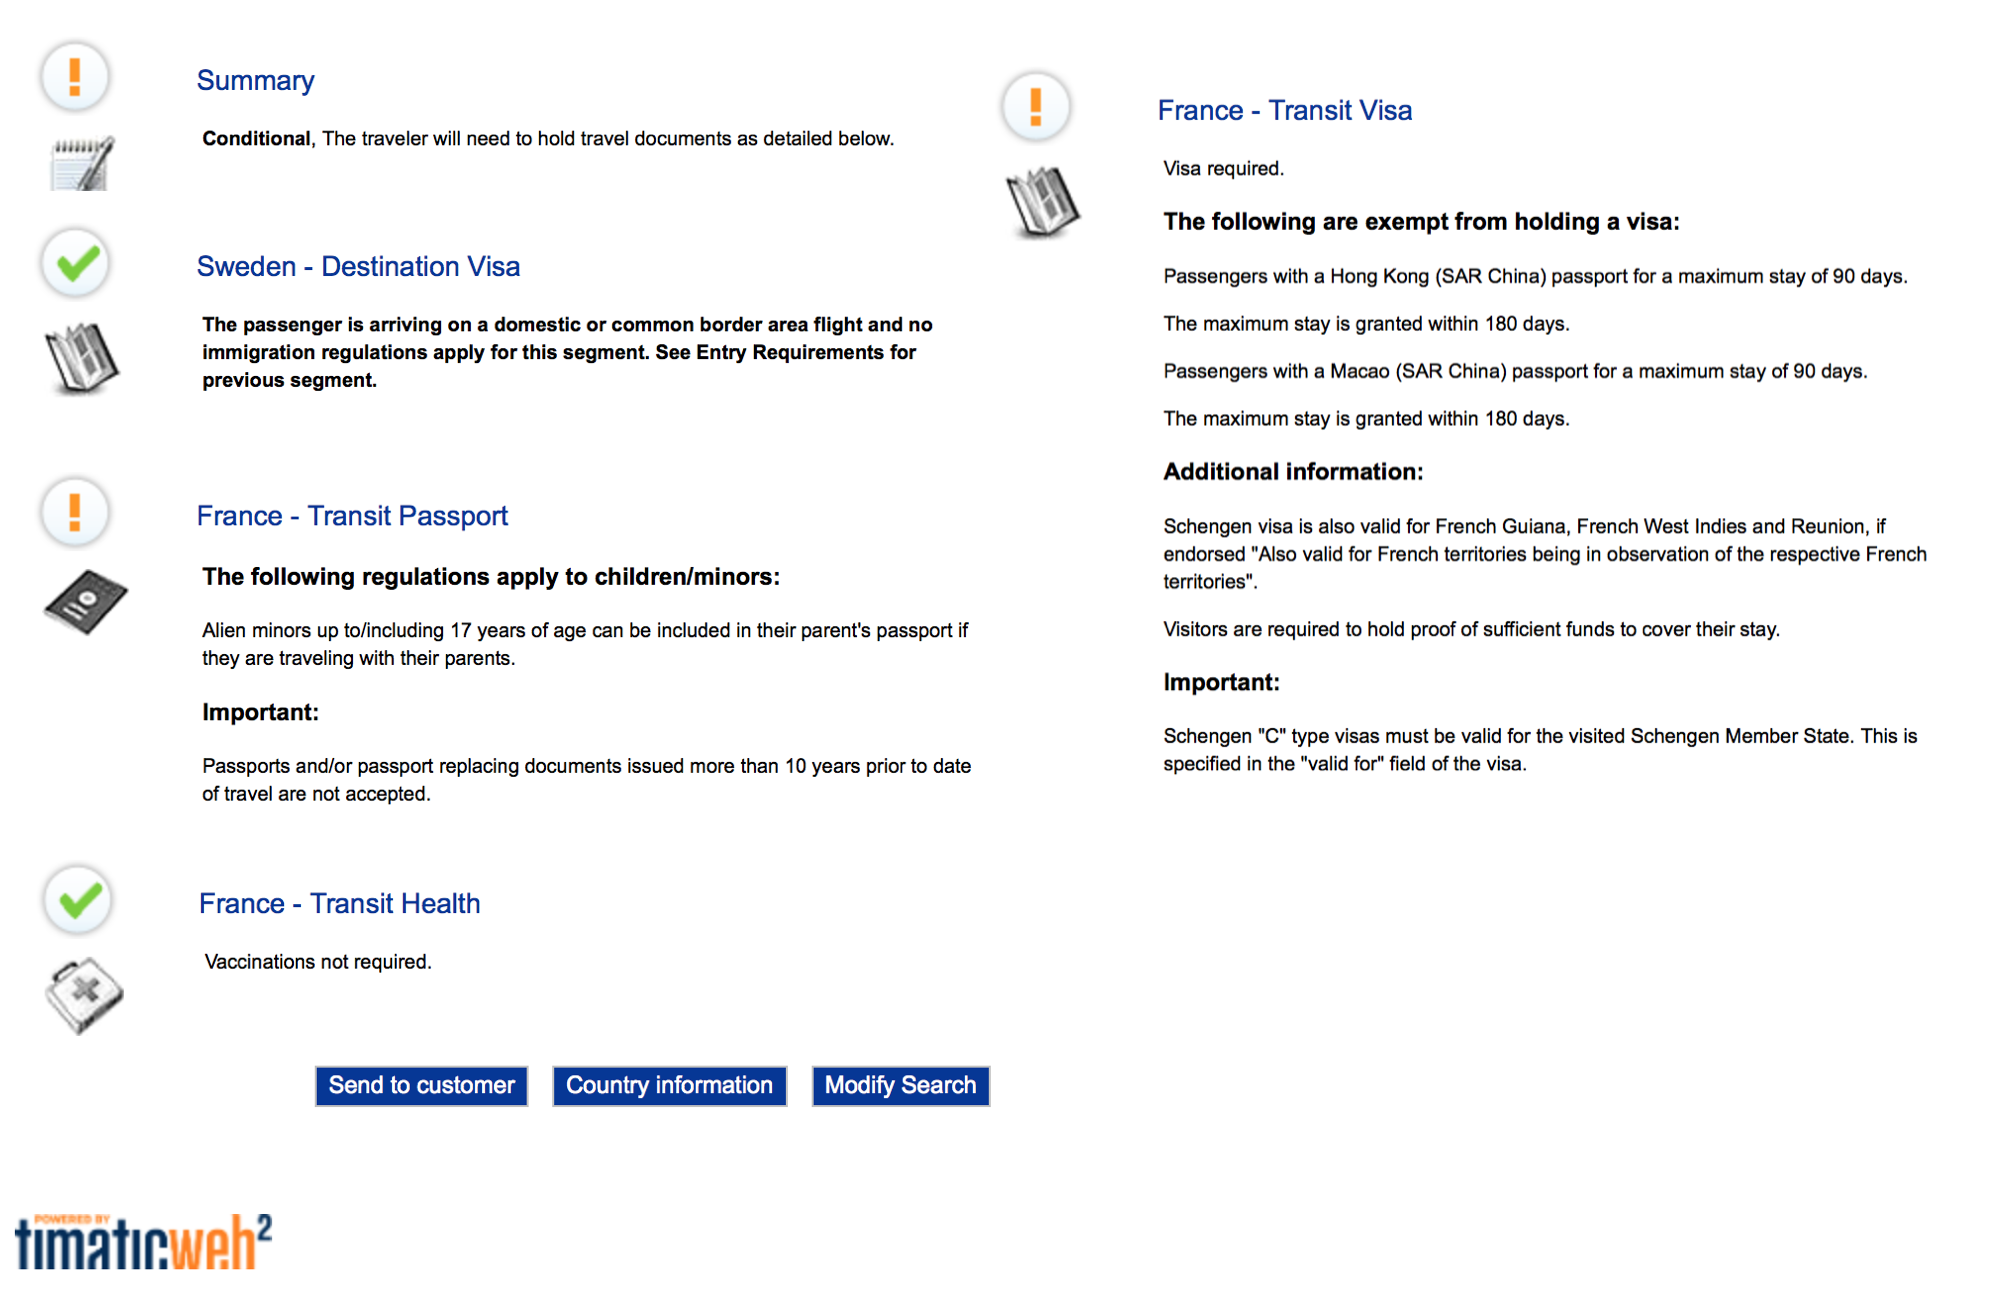 Summary
Conditional, The traveler will need to hold travel documents as detailed below.
Sweden - Destination Visa
The passenger is arriving on a domestic or common border area flight and no
immigration regulations apply for this segment. See Entry Requirements for
previous segment.
France - Transit Passport
The following regulations apply to children/minors:
Alien minors up to/including 17 years of age can be included in their parent's passport if
they are traveling with their parents.
Important:
Passports and/or passport replacing documents issued more than 10 years prior to date
of travel are not accepted.
France - Transit Health
Vaccinations not required.
Send to customer
Country information
Modify Search
France - Transit Visa
Visa required.
The following are exempt from holding a visa:
Passengers with a Hong Kong (SAR China) passport for a maximum stay of 90 days.
The maximum stay is granted within 180 days.
Passengers with a Macao (SAR China) passport for a maximum stay of 90 days.
The maximum stay is granted within 180 days.
Additional information:
Schengen visa is also valid for French Guiana, French West Indies and Reunion, if
endorsed "Also valid for French territories being in observation of the respective French
territories".
Visitors are required to hold proof of sufficient funds to cover their stay.
Important:
Schengen "C" type visas must be valid for the visited Schengen Member State. This is
specified in the "valid for" field of the visa.
POWERED BY
timaticweb2